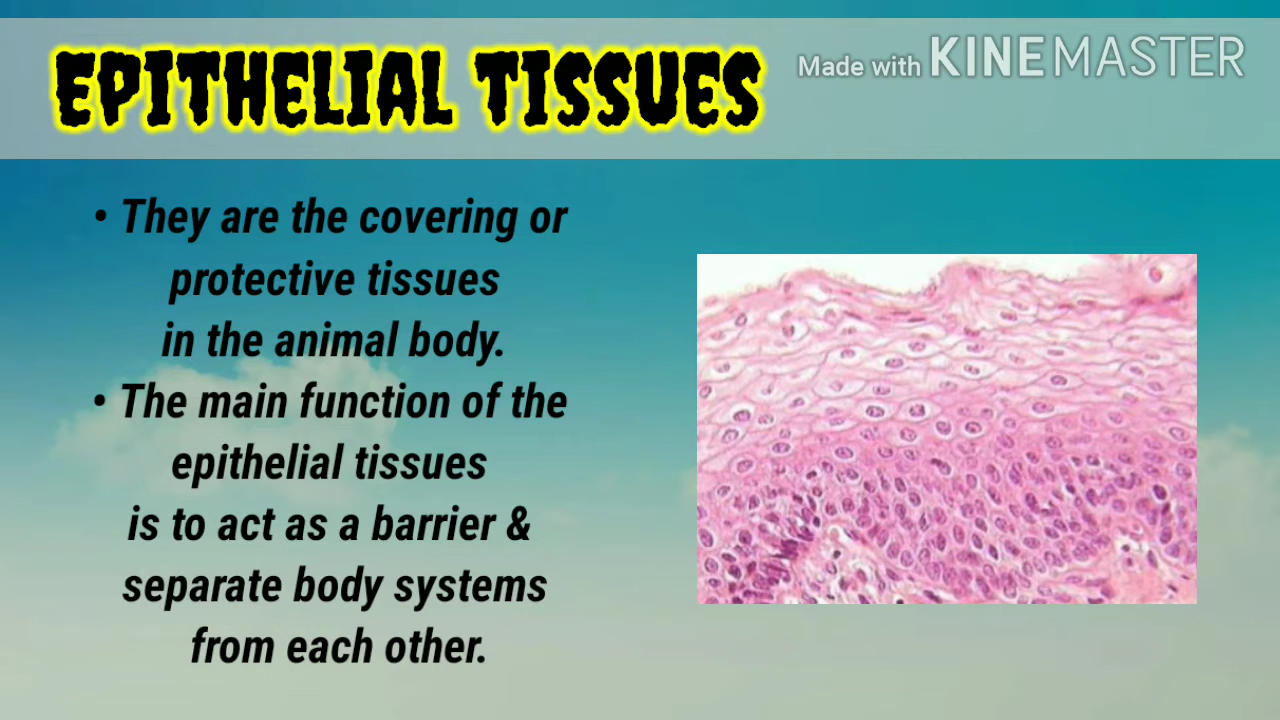 EPITHELIAL TISSUES
Made with KINEMASTER
• They are the covering or
protective tissues
in the animal body.
• The main function of the
epithelial tissues
is to act as a barrier &
separate body systems
from each other.